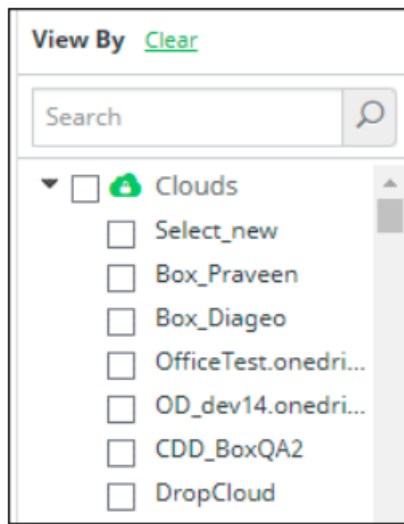 View By Clear
Search
Clouds
Select_new
Box_Praveen
Box_Diageo
OfficeTest.onedri...
OD_dev14.onedri...
CDD_BoxQA2
DropCloud